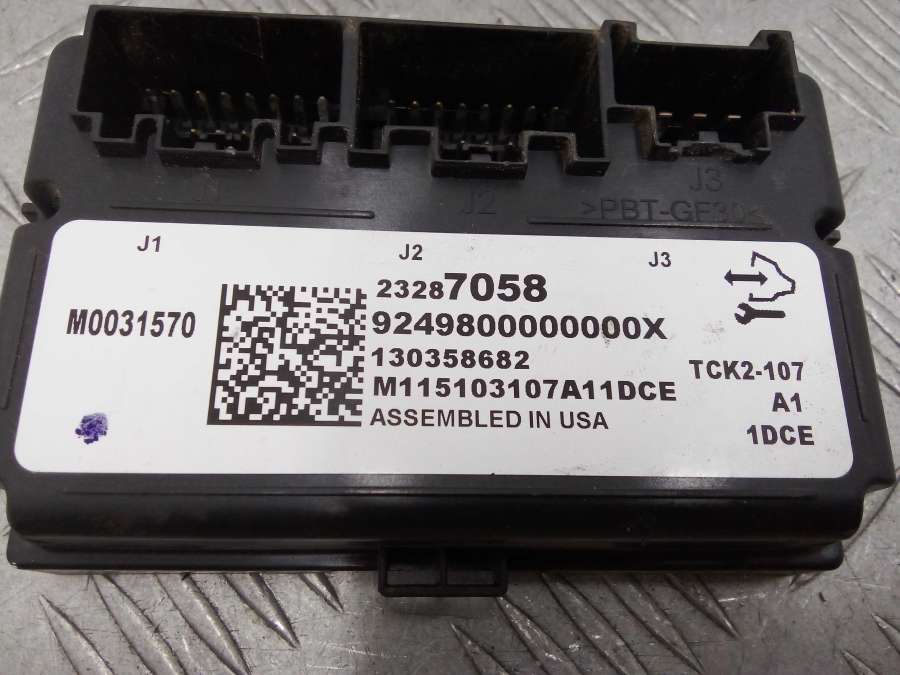 J2
J3
>PBT-GF30<
J1
J2
J3
23287058
M0031570
9249800000000X
130358682
TCK2-107
M115103107A11DCE
A1
ASSEMBLED IN USA
1DCE